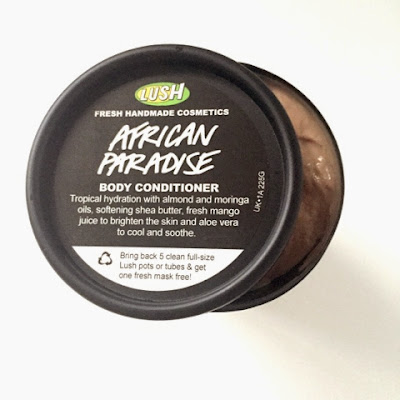 LUSH
FRESH HANDMADE COSMETICS
AFRICAN
PARADISE
BODY CONDITIONER
Tropical hydration with almond and moringa
oils, softening shea butter, fresh mango
juice to brighten the skin and aloe vera
to cool and soothe.
UK•1A 225G
Bring back 5 clean full-size
Lush pots or tubes & get
one fresh mask free!